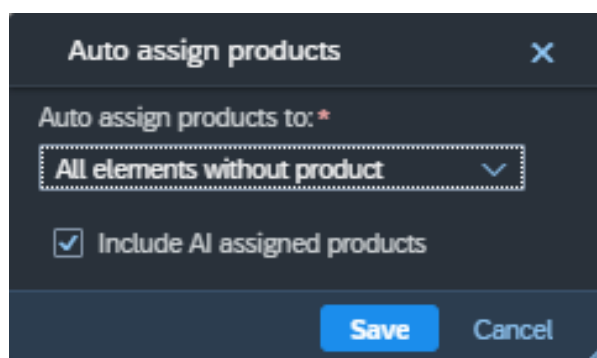 Auto assign products
Auto assign products to:*
All elements without product
Include AI assigned products
Save Cancel